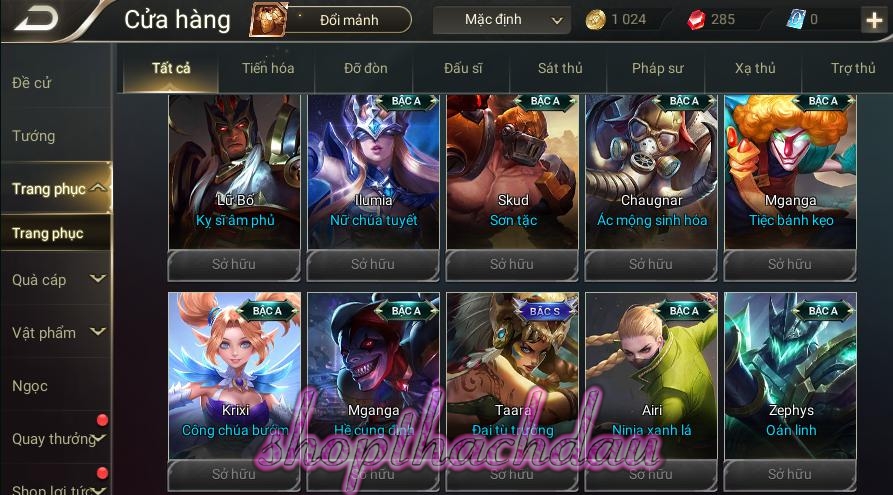 Cửa hàng
Đổi mảnh
Mặc định
1 024
285
0
Đề cử
Tướng
Trang phục
Trang phục
Quà cáp
Vật phẩm
Ngọc
Quay thưởng
Shop lợi tức
Tất cả
Tiến hóa
Đỡ đòn
Đấu sĩ
Sát thủ
Pháp sư
Xạ thủ
Trợ thủ
BẬC A
BẬC A
BẬC A
BẬC A
Lữ Bố
Ilumia
Skud
Chaugnar
Mganga
Kỵ sĩ âm phủ
Nữ chúa tuyết
Sơn tặc
Ác mộng sinh hóa
Tiệc bánh kẹo
Sở hữu
Sở hữu
Sở hữu
Sở hữu
Sở hữu
BẬC A
BẬC A
BẬC S
BẬC A
BẬC A
Krixi
Mganga
Taara
Airi
Zephys
Công chúa bướm
Hề cung đình
Đại tù trưởng
Ninja xanh lá
Oán linh
shopthachdau
Sở hữu
Sở hữu
Sở hữu
Sở hữu
Sở hữu